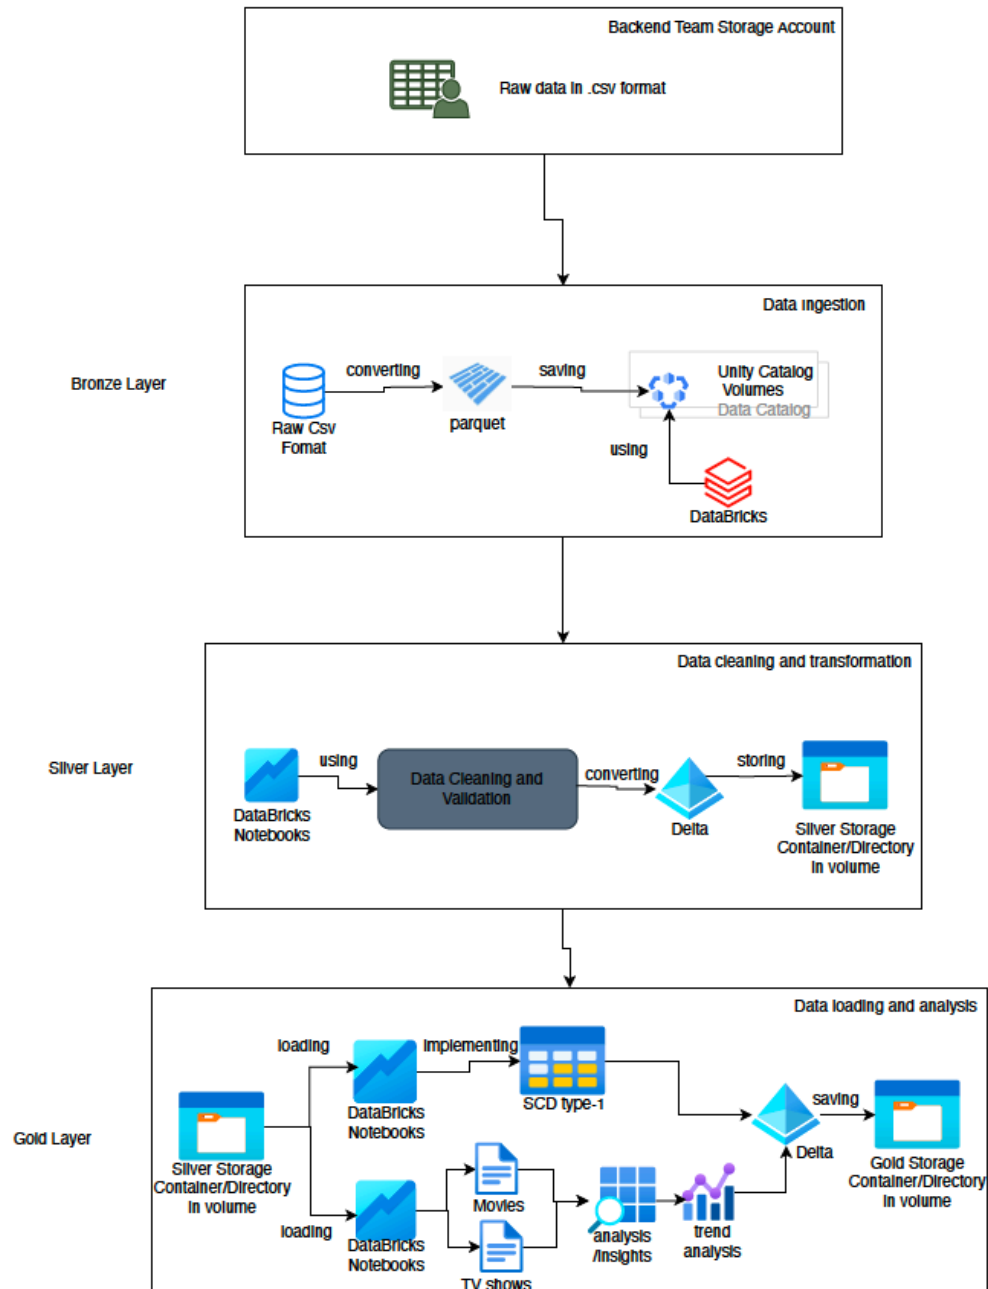 Backend Team Storage Account
Raw data in .csv format
Data ingestion
Bronze Layer
converting
saving
Unity Catalog
Volumes
Data Catalog
Raw Csv
Fomat
parquet
using
DataBricks
Data cleaning and transformation
Silver Layer
using
Data Cleaning and
Validation
converting
storing
DataBricks
Notebooks
Delta
Silver Storage
Container/Directory
in volume
Data loading and analysis
Gold Layer
loading
implementing
DataBricks
Notebooks
SCD type-1
saving
Silver Storage
Container/Directory
in volume
Delta
Gold Storage
Container/Directory
in volume
loading
DataBricks
Notebooks
Movies
TV shows
analysis
/insights
trend
analysis